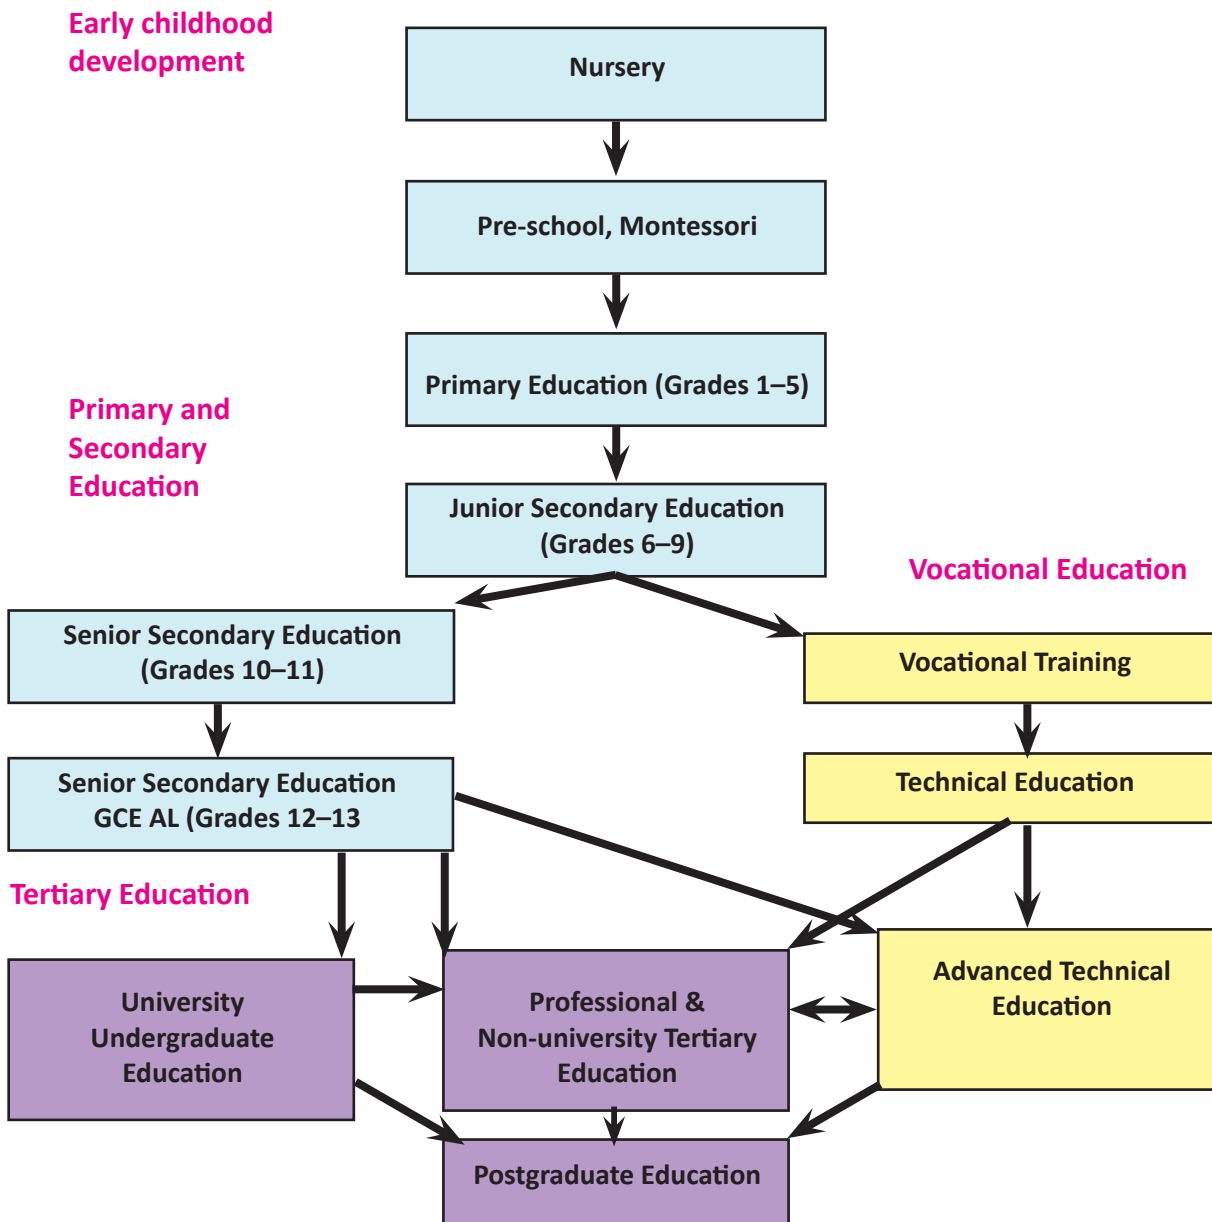 Early childhood
development
Nursery
Pre-school, Montessori
Primary Education (Grades 1–5)
Primary and
Secondary
Education
Junior Secondary Education
(Grades 6–9)
Vocational Education
Senior Secondary Education
(Grades 10–11)
Vocational Training
Senior Secondary Education
GCE AL (Grades 12–13
Technical Education
Tertiary Education
University
Undergraduate
Education
Professional &
Non-university Tertiary
Education
Advanced Technical
Education
Postgraduate Education